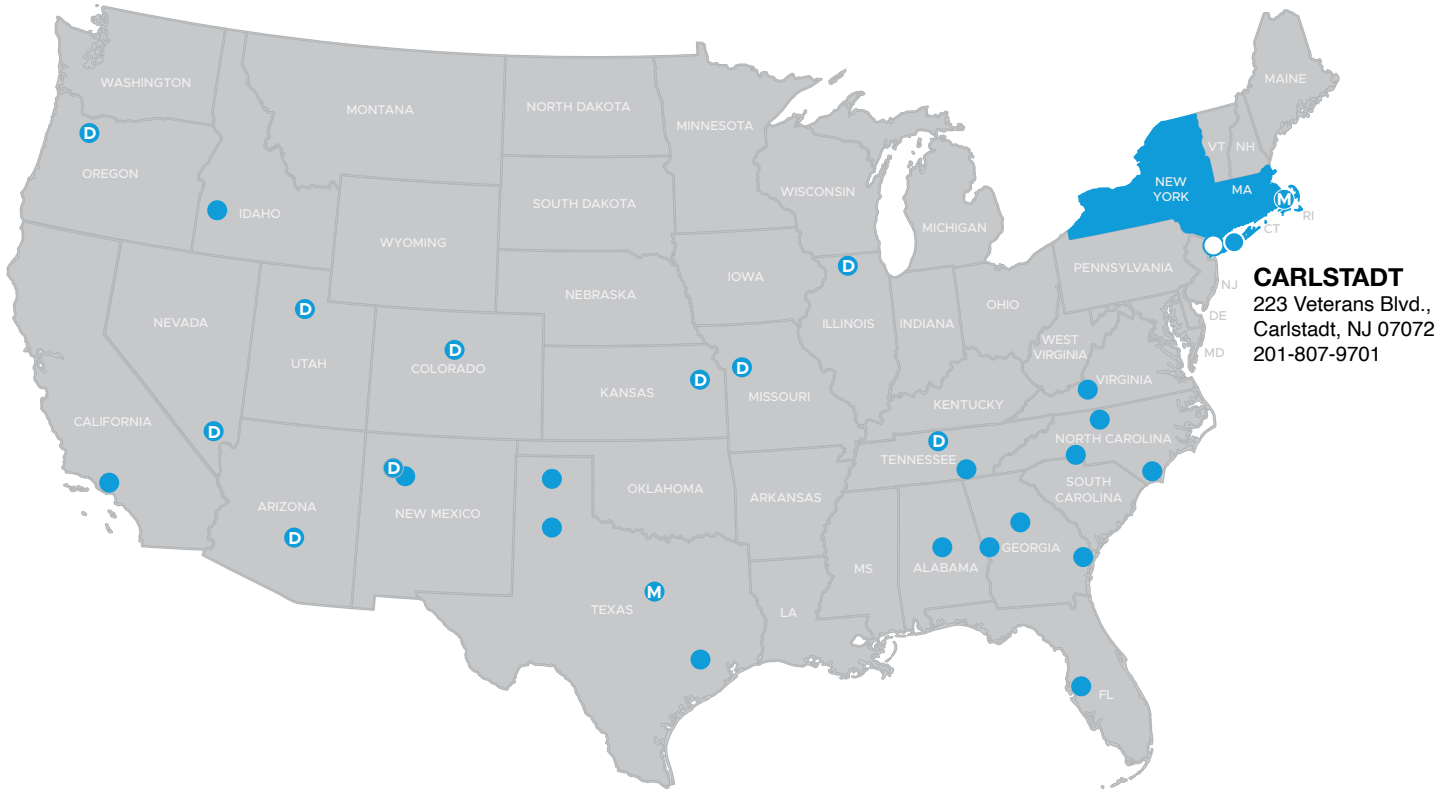 WASHINGTON
MONTANA
NORTH DAKOTA
MINNESOTA
MAINE
D
OREGON
VT
NH
WISCONSIN
NEW
YORK
MA
M
RI
IDAHO
SOUTH DAKOTA
MICHIGAN
CT
WYOMING
D
IOWA
PENNSYLVANIA
CARLSTADT
223 Veterans Blvd.,
Carlstadt, NJ 07072
201-807-9701
NJ
NEBRASKA
D
NEVADA
OHIO
DE
ILLINOIS
INDIANA
UTAH
D
COLORADO
WEST
VIRGINIA
MD
KANSAS
D
D
MISSOURI
VIRGINIA
KENTUCKY
CALIFORNIA
D
D
TENNESSEE
NORTH CAROLINA
D
NEW MEXICO
OKLAHOMA
ARKANSAS
SOUTH
CAROLINA
ARIZONA
D
GEORGIA
MS
ALABAMA
M
TEXAS
LA
FL